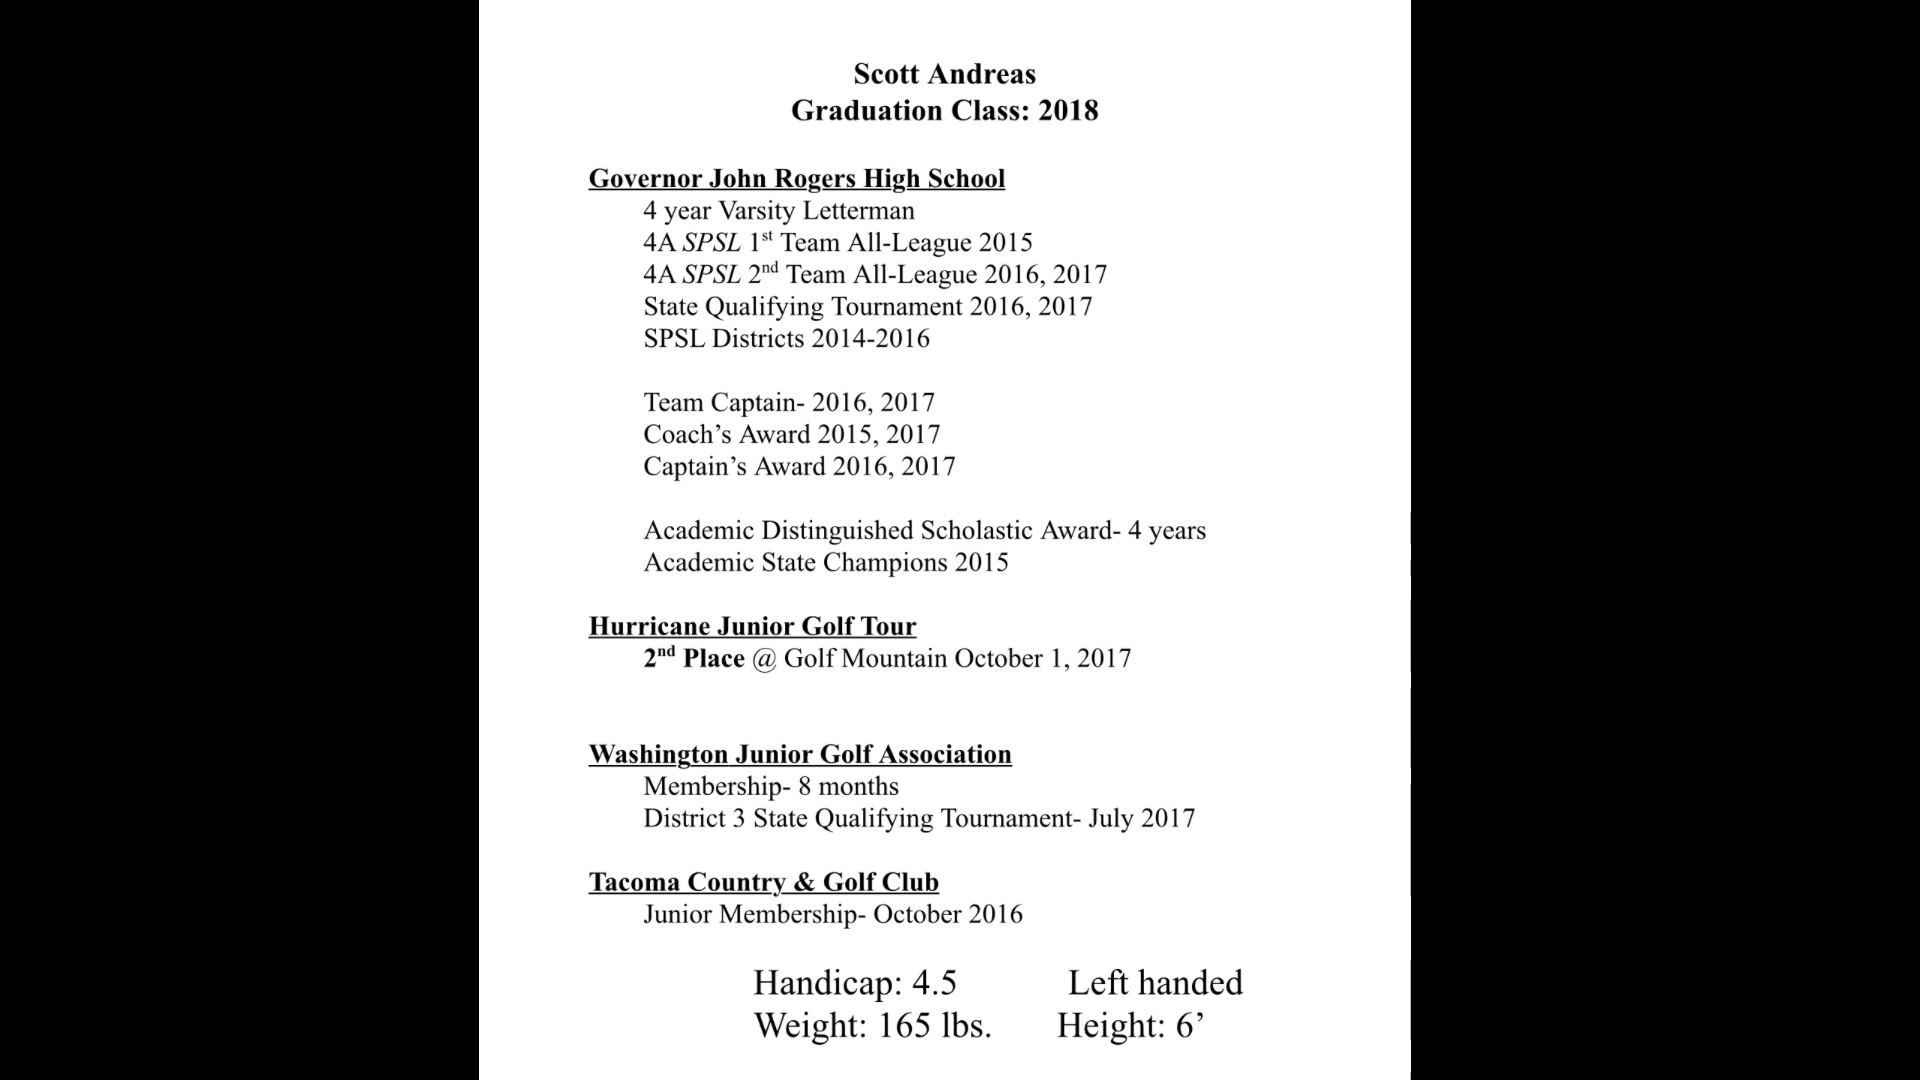 Scott Andreas
Graduation Class: 2018
Governor John Rogers High School
4 year Varsity Letterman
4A SPSL 1st Team All-League 2015
4A SPSL 2nd Team All-League 2016, 2017
State Qualifying Tournament 2016, 2017
SPSL Districts 2014-2016
Team Captain- 2016, 2017
Coach’s Award 2015, 2017
Captain’s Award 2016, 2017
Academic Distinguished Scholastic Award- 4 years
Academic State Champions 2015
Hurricane Junior Golf Tour
2nd Place @ Golf Mountain October 1, 2017
Washington Junior Golf Association
Membership- 8 months
District 3 State Qualifying Tournament- July 2017
Tacoma Country & Golf Club
Junior Membership- October 2016
Handicap: 4.5 Left handed
Weight: 165 lbs. Height: 6’